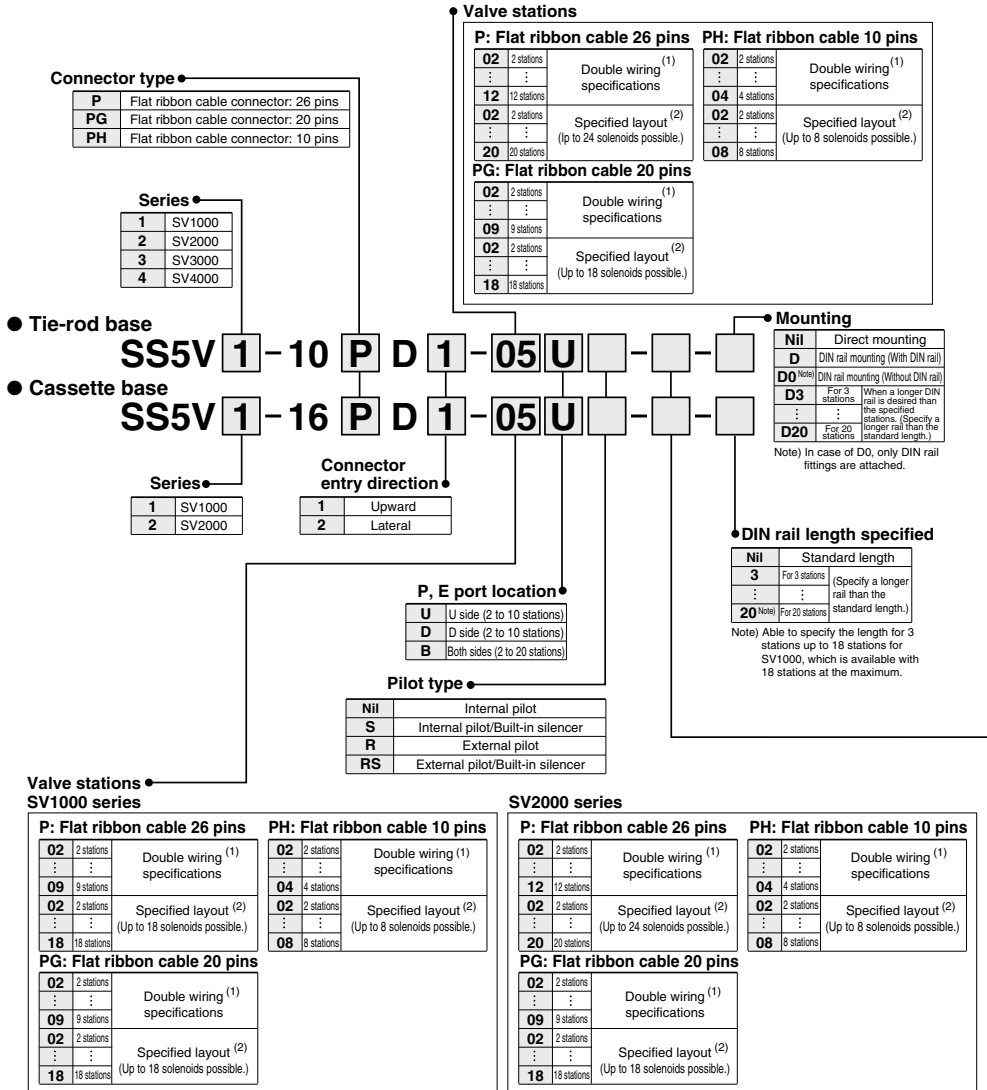 Valve stations
P: Flat ribbon cable 26 pins
02 2 stations Double wiring (1) specifications
⋮ ⋮
12 12 stations
02 2 stations Specified layout (2) (Ip to 24 solenoids possible.)
⋮ ⋮
20 20 stations
PH: Flat ribbon cable 10 pins
02 2 stations Double wiring (1) specifications
⋮ ⋮
04 4 stations
02 2 stations Specified layout (2) (Up to 8 solenoids possible.)
⋮ ⋮
08 8 stations
PG: Flat ribbon cable 20 pins
02 2 stations Double wiring (1) specifications
⋮ ⋮
09 9 stations
02 2 stations Specified layout (2) (Up to 18 solenoids possible.)
⋮ ⋮
18 18 stations
Connector type
P Flat ribbon cable connector: 26 pins
PG Flat ribbon cable connector: 20 pins
PH Flat ribbon cable connector: 10 pins
Series
1 SV1000
2 SV2000
3 SV3000
4 SV4000
● Tie-rod base
SS5V 1 - 10 P D 1 - 05 U - -
● Cassette base
SS5V 1 - 16 P D 1 - 05 U - -
Mounting
Nil Direct mounting
D DIN rail mounting (With DIN rail)
D0 Note) DIN rail mounting (Without DIN rail)
D3 For 3 stations When a longer DIN rail is desired than the specified stations. (Specify a longer rail than the standard length.)
⋮ ⋮
D20 For 20 stations
Note) In case of D0, only DIN rail
fittings are attached.
Series
1 SV1000
2 SV2000
Connector
entry direction
1 Upward
2 Lateral
DIN rail length specified
Nil Standard length
3 For 3 stations (Specify a longer rail than the standard length.)
⋮ ⋮
20 Note) For 20 stations
Note) Able to specify the length for 3
stations up to 18 stations for
SV1000, which is available with
18 stations at the maximum.
P, E port location
U U side (2 to 10 stations)
D D side (2 to 10 stations)
B Both sides (2 to 20 stations)
Pilot type
Nil Internal pilot
S Internal pilot/Built-in silencer
R External pilot
RS External pilot/Built-in silencer
Valve stations
SV1000 series
P: Flat ribbon cable 26 pins
02 2 stations Double wiring (1) specifications
⋮ ⋮
09 9 stations
02 2 stations Specified layout (2) (Up to 18 solenoids possible.)
⋮ ⋮
18 18 stations
PH: Flat ribbon cable 10 pins
02 2 stations Double wiring (1) specifications
⋮ ⋮
04 4 stations
02 2 stations Specified layout (2) (Up to 8 solenoids possible.)
⋮ ⋮
08 8 stations
PG: Flat ribbon cable 20 pins
02 2 stations Double wiring (1) specifications
⋮ ⋮
09 9 stations
02 2 stations Specified layout (2) (Up to 18 solenoids possible.)
⋮ ⋮
18 18 stations
SV2000 series
P: Flat ribbon cable 26 pins
02 2 stations Double wiring (1) specifications
⋮ ⋮
12 12 stations
02 2 stations Specified layout (2) (Up to 24 solenoids possible.)
⋮ ⋮
20 20 stations
PH: Flat ribbon cable 10 pins
02 2 stations Double wiring (1) specifications
⋮ ⋮
04 4 stations
02 2 stations Specified layout (2) (Up to 8 solenoids possible.)
⋮ ⋮
08 8 stations
PG: Flat ribbon cable 20 pins
02 2 stations Double wiring (1) specifications
⋮ ⋮
09 9 stations
02 2 stations Specified layout (2) (Up to 18 solenoids possible.)
⋮ ⋮
18 18 stations